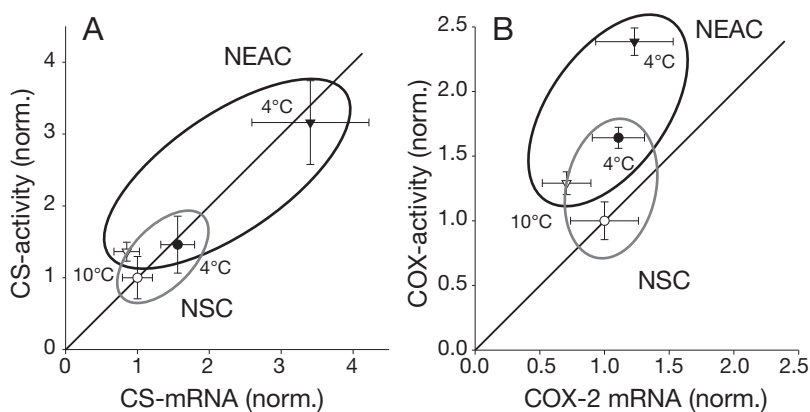 A
NEAC
4°C
10°C
4°C
NSC
4
3
2
1
0
0
1
2
3
4
CS-activity (norm.)
CS-mRNA (norm.)
B
NEAC
4°C
4°C
10°C
NSC
2.5
2.0
1.5
1.0
0.5
0.0
0.0
0.5
1.0
1.5
2.0
2.5
COX-activity (norm.)
COX-2 mRNA (norm.)